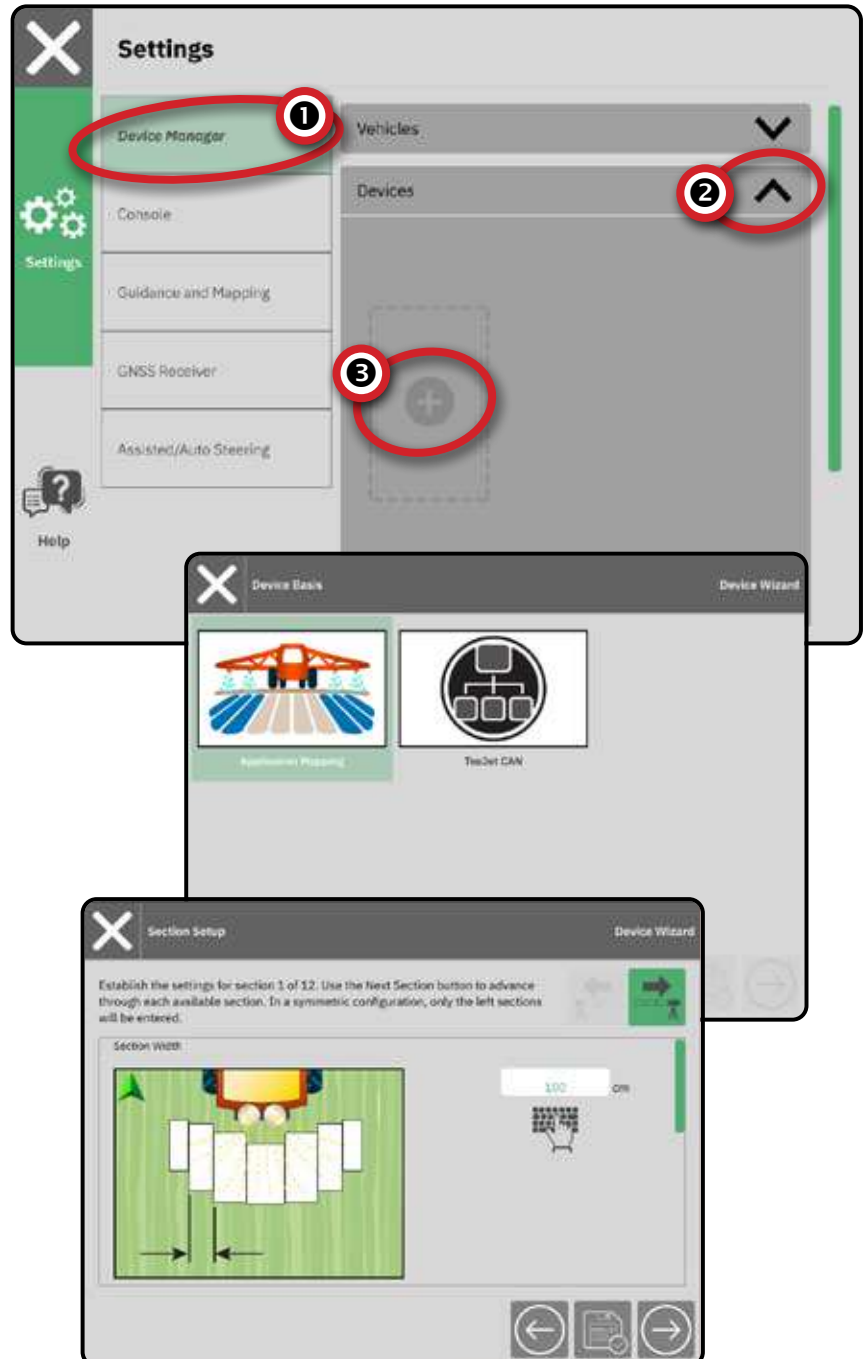 Settings
Device Manager
❶
Vehicles
Devices
❷
Console
Settings
Guidance and Mapping
GNSS Receiver
❸
Assisted/Auto Steering
Help
Device Basis
Device Wizard
Application Mapping
TeeJet CAN
Section Setup
Device Wizard
Establish the settings for section 1 of 12. Use the Next Section button to advance
through each available section. In a symmetric configuration, only the left sections
will be entered.
Section Width
100 cm